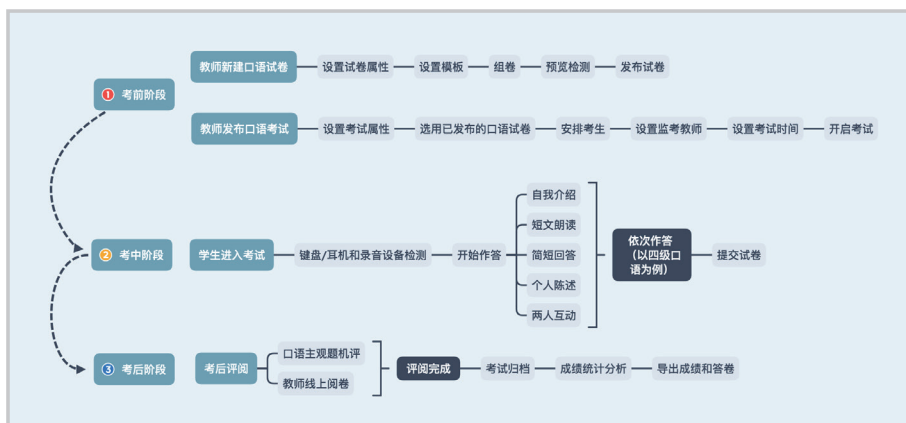 教师新建口语试卷
设置试卷属性
设置模板
组卷
预览检测
发布试卷
1 考前阶段
教师发布口语考试
设置考试属性
选用已发布的口语试卷
安排考生
设置监考教师
设置考试时间
开启考试
2 考中阶段
学生进入考试
键盘/耳机和录音设备检测
开始作答
自我介绍
短文朗读
简短回答
个人陈述
两人互动
依次作答
（以四级口
语为例）
提交试卷
3 考后阶段
考后评阅
口语主观题机评
教师线上阅卷
评阅完成
考试归档
成绩统计分析
导出成绩和答卷